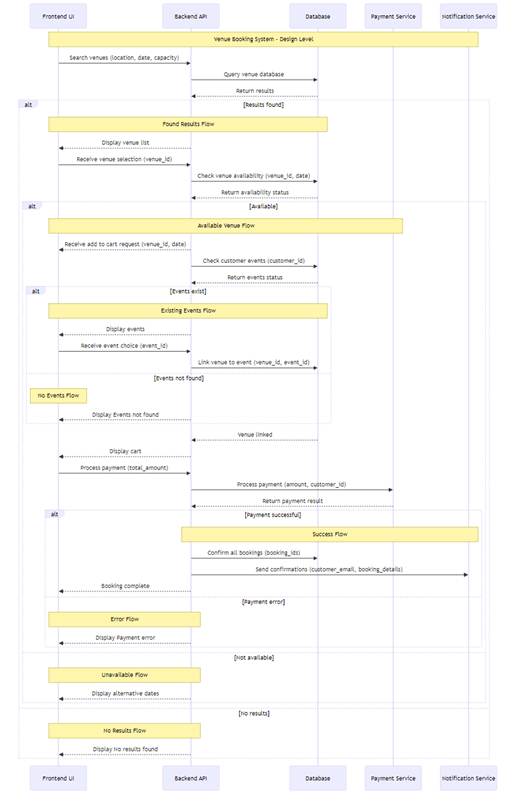 Frontend UI
Backend API
Database
Payment Service
Notification Service
Venue Booking System - Design Level
Search venues (location, date, capacity)
Query venue database
Return results
alt
[Results found]
Found Results Flow
Display venue list
Receive venue selection (venue_id)
Check venue availability (venue_id, date)
Return availability status
alt
[Available]
Available Venue Flow
Receive add to cart request (venue_id, date)
Check customer events (customer_id)
Return events status
alt
[Events exist]
Existing Events Flow
Display events
Receive event choice (event_id)
Link venue to event (venue_id, event_id)
[Events not found]
No Events Flow
Display Events not found
Venue linked
Display cart
Process payment (total_amount)
Process payment (amount, customer_id)
Return payment result
alt
[Payment successful]
Success Flow
Confirm all bookings (booking_ids)
Send confirmations (customer_email, booking_details)
Booking complete
[Payment error]
Error Flow
Display Payment error
[Not available]
Unavailable Flow
Display alternative dates
[No results]
No Results Flow
Display No results found
Frontend UI
Backend API
Database
Payment Service
Notification Service